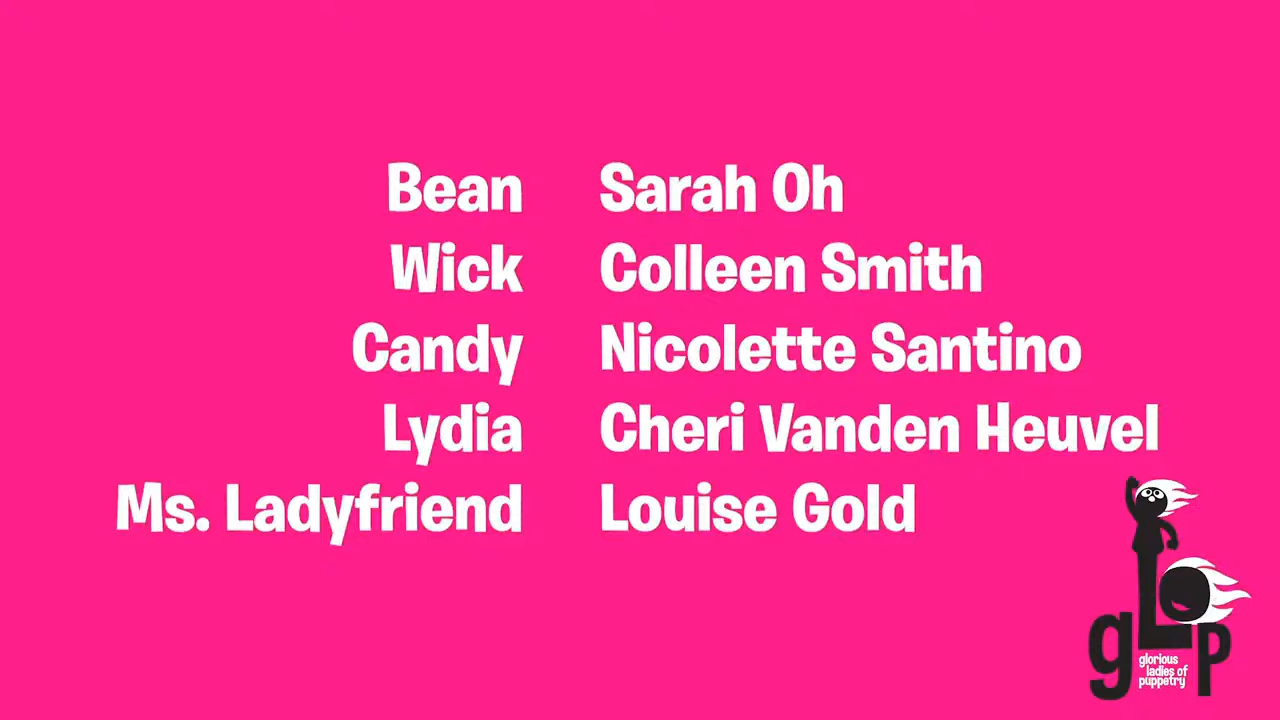 Bean Sarah Oh
Wick Colleen Smith
Candy Nicolette Santino
Lydia Cheri Vanden Heuvel
Ms. Ladyfriend Louise Gold
gLOP
glorious
ladies of
puppetry